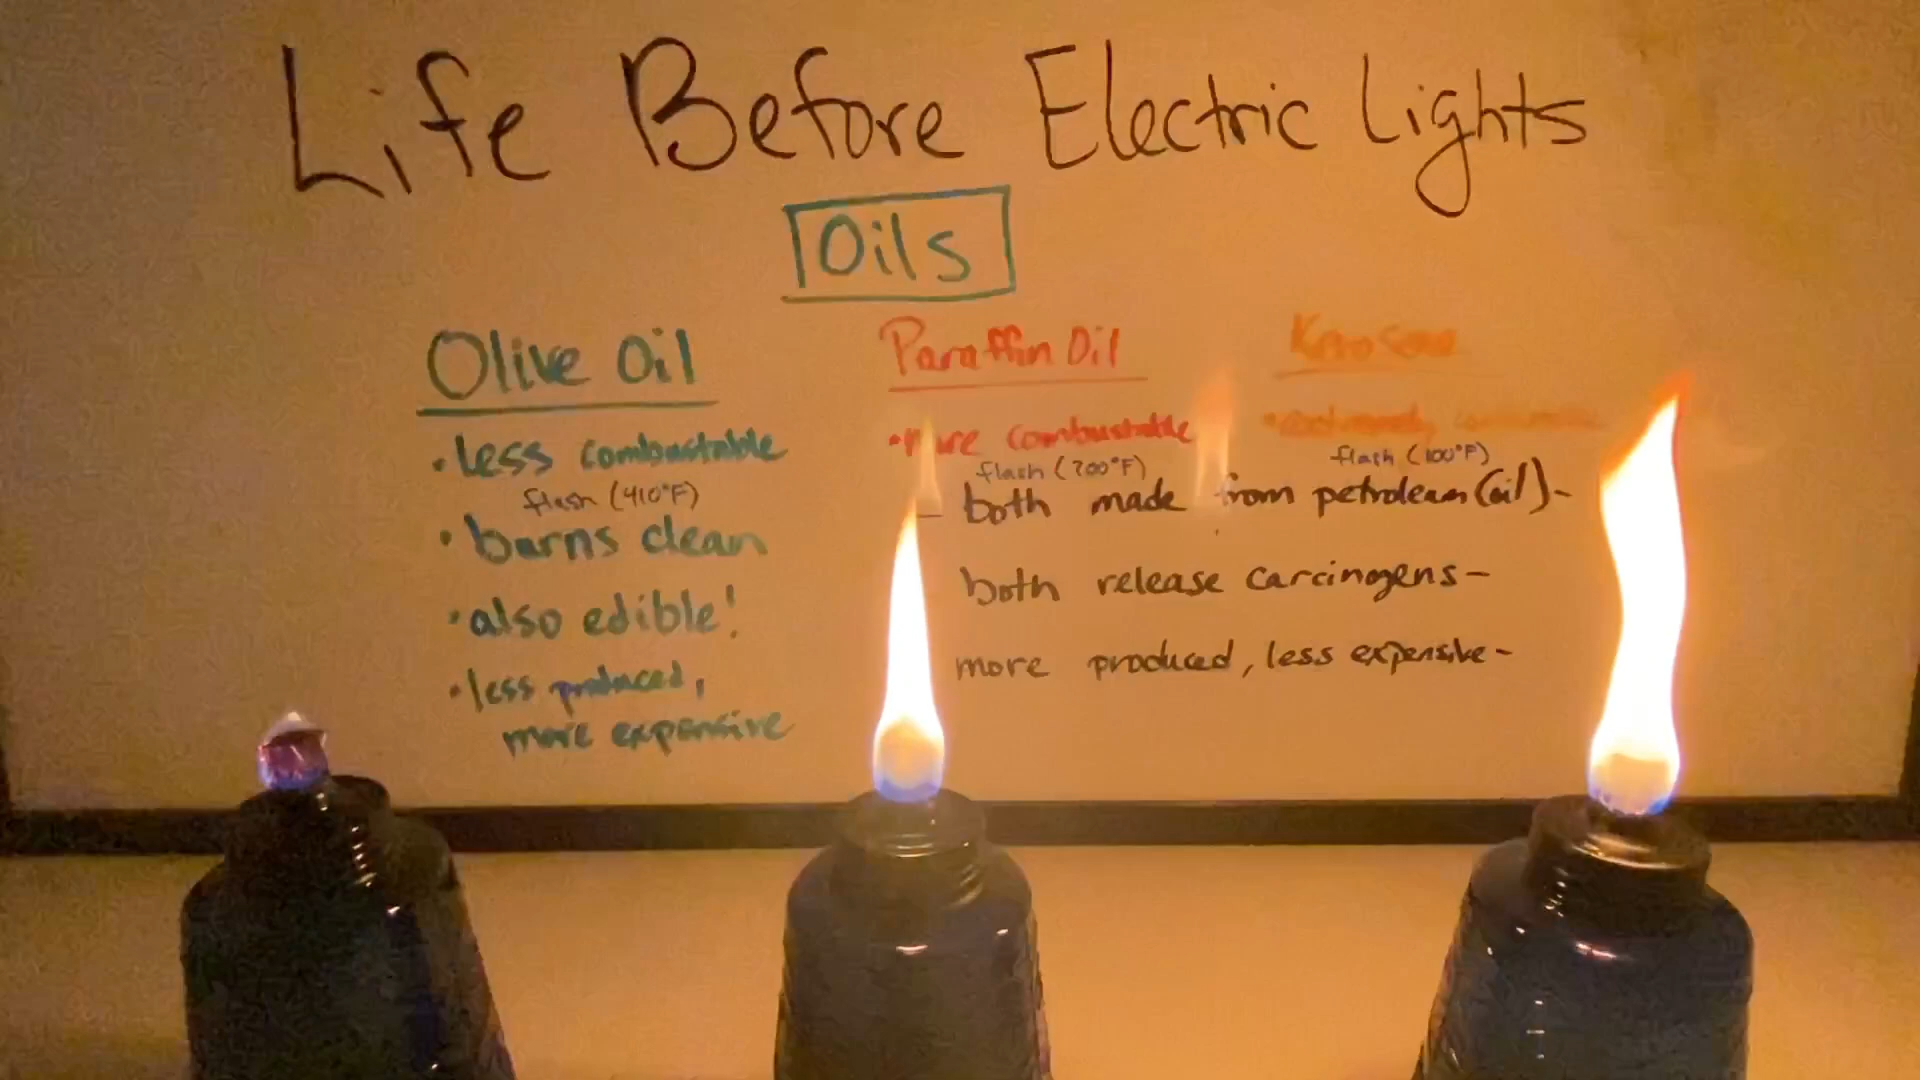 Life Before Electric Lights
Oils
Olive Oil
• less combustable
flash (410°F)
• burns clean
• also edible!
• less produced,
more expensive
Paraffin Oil
• more combustable
flash (200°F)
Kerosene
• extremely
flash (100°F)
– both made from petroleum (oil) –
both release carcinogens –
more produced, less expensive –